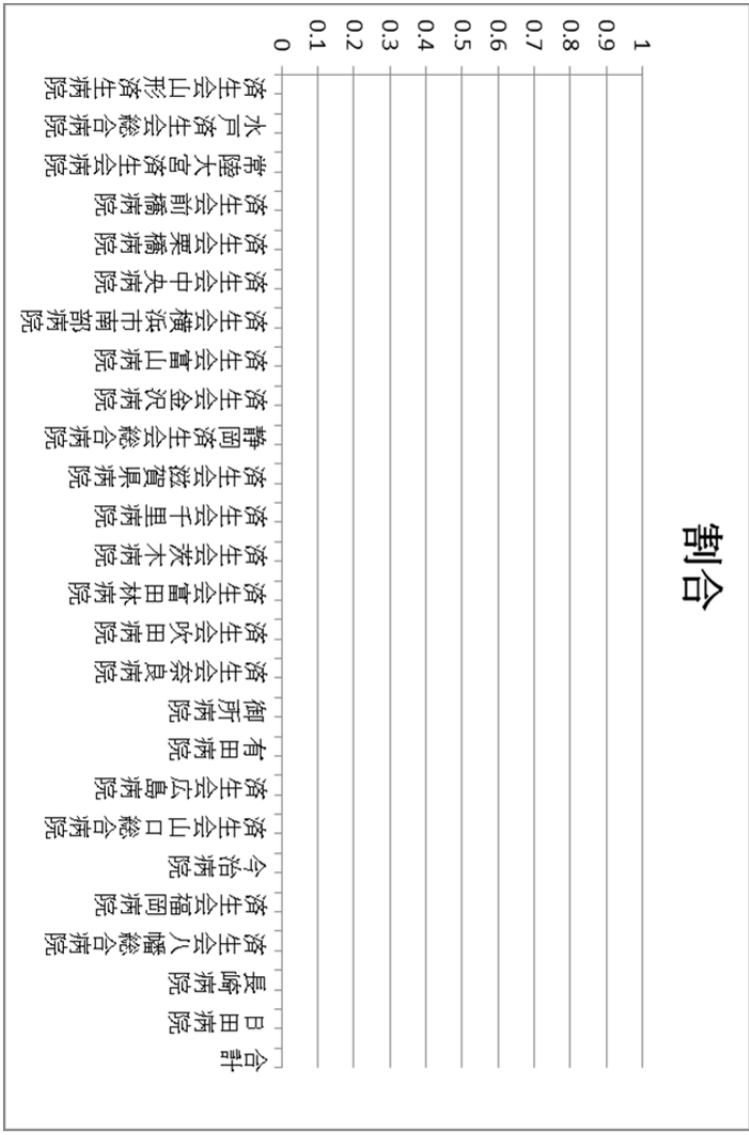 割合
1
0.9
0.8
0.7
0.6
0.5
0.4
0.3
0.2
0.1
0
済生会山形済生病院
水戸済生会総合病院
常陸大宮済生会病院
済生会前橋病院
済生会栗橋病院
済生会中央病院
済生会横浜市南部病院
済生会富山病院
済生会金沢病院
静岡済生会総合病院
済生会滋賀県病院
済生会千里病院
済生会茨木病院
済生会富田林病院
済生会吹田病院
済生会奈良病院
御所病院
有田病院
済生会広島病院
済生会山口総合病院
今治病院
済生会福岡病院
済生会八幡総合病院
長崎病院
日田病院
合計